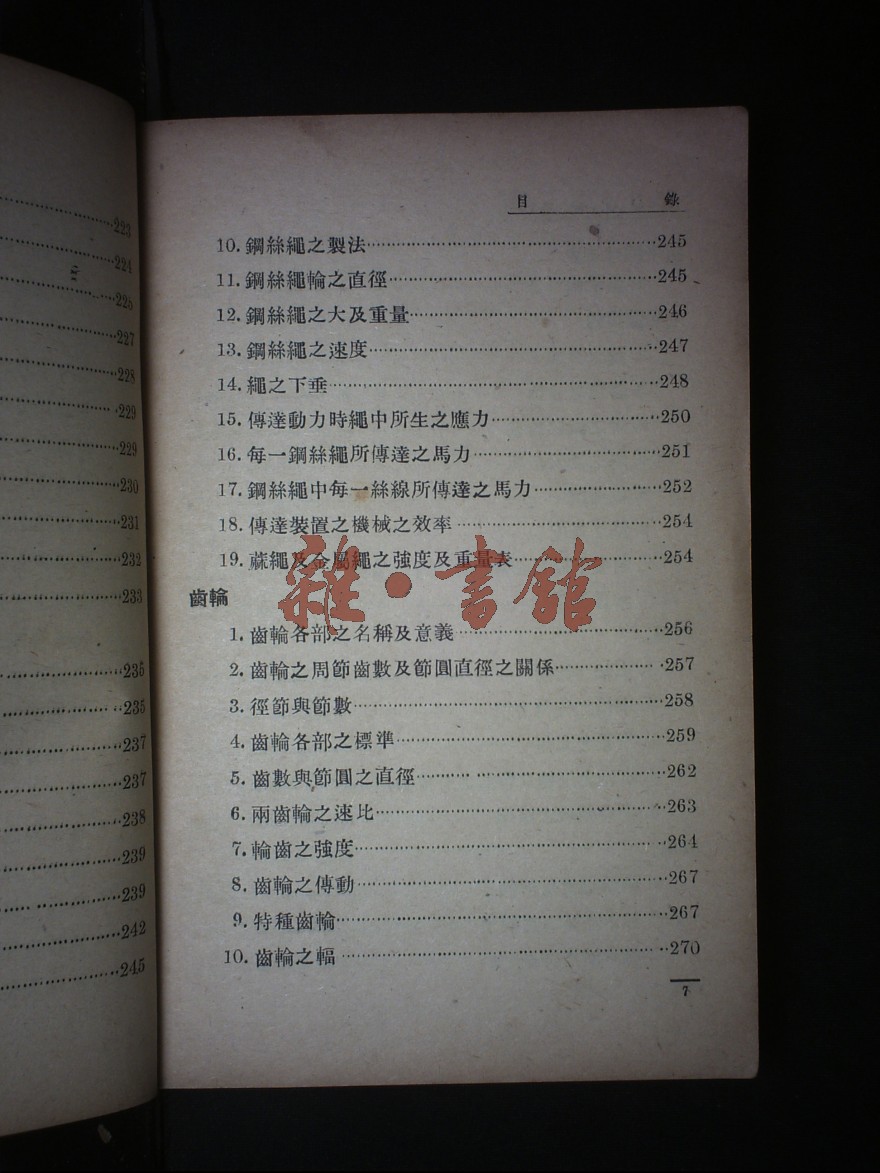 223
224
225
227
228
229
229
230
231
232
233
235
235
237
237
238
239
239
242
245
目 錄
10. 鋼絲繩之製法…245
11. 鋼絲繩輪之直徑…245
12. 鋼絲繩之大及重量…246
13. 鋼絲繩之速度…247
14. 繩之下垂…248
15. 傳達動力時繩中所生之應力…250
16. 每一鋼絲繩所傳達之馬力…251
17. 鋼絲繩中每一絲線所傳達之馬力…252
18. 傳達裝置之機械之效率…254
19. 蔴繩及金屬繩之強度及重量表…254
雜·書館
齒輪
1. 齒輪各部之名稱及意義…256
2. 齒輪之周節齒數及節圓直徑之關係…257
3. 徑節與節數…258
4. 齒輪各部之標準…259
5. 齒數與節圓之直徑…262
6. 兩齒輪之速比…263
7. 輪齒之強度…264
8. 齒輪之傳動…267
9. 特种齒輪…267
10. 齒輪之輻…270
7